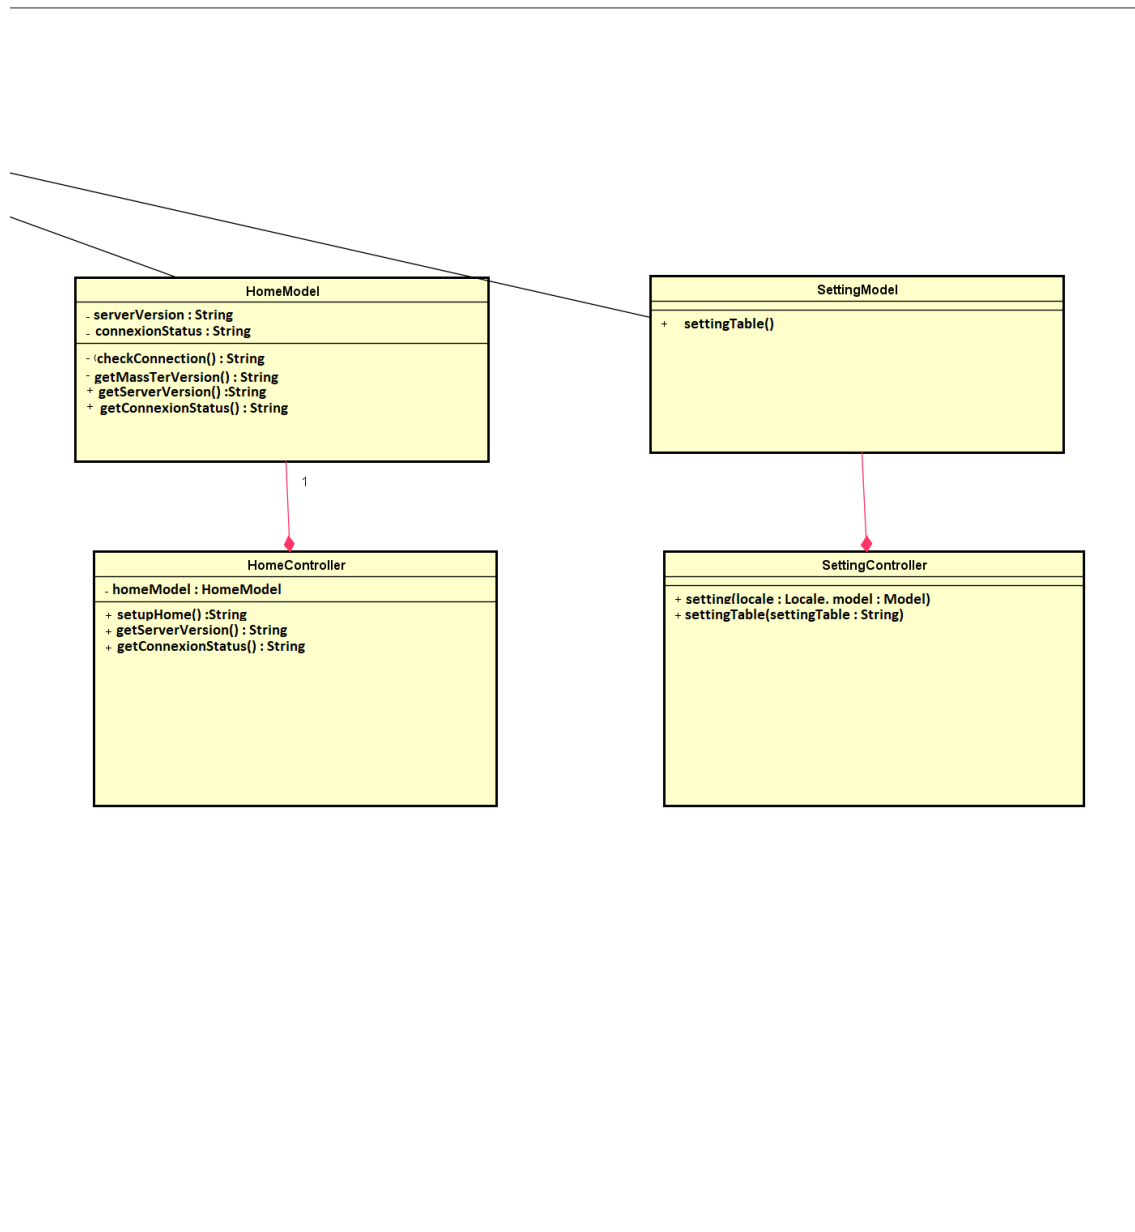 HomeModel
- serverVersion : String
- connexionStatus : String
- checkConnection() : String
- getMassTerVersion() : String
+ getServerVersion() :String
+ getConnexionStatus() : String
1
HomeController
- homeModel : HomeModel
+ setupHome() :String
+ getServerVersion() : String
+ getConnexionStatus() : String
SettingModel
+ settingTable()
SettingController
+ setting(locale : Locale, model : Model)
+ settingTable(settingTable : String)